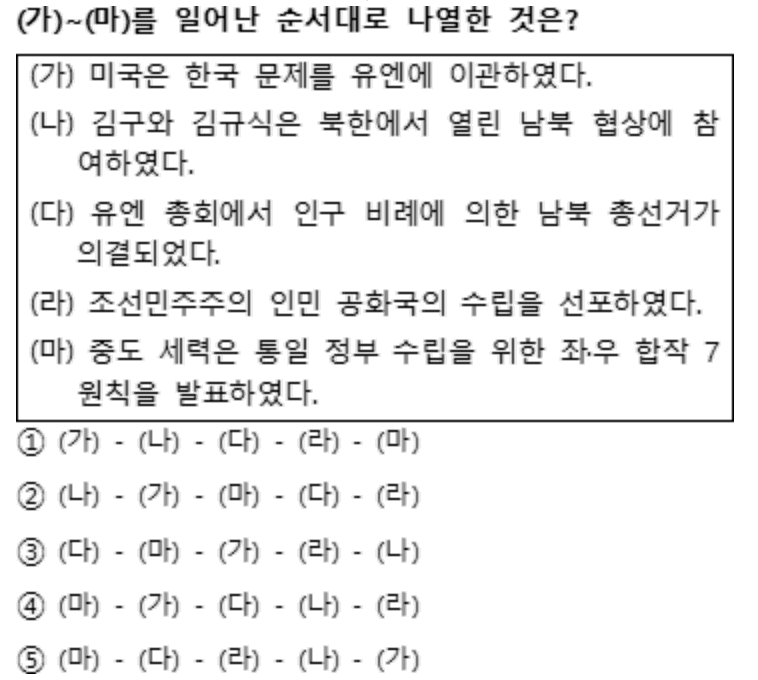 (가)~(마)를 일어난 순서대로 나열한 것은?
(가) 미국은 한국 문제를 유엔에 이관하였다.
(나) 김구와 김규식은 북한에서 열린 남북 협상에 참
여하였다.
(다) 유엔 총회에서 인구 비례에 의한 남북 총선거가
의결되었다.
(라) 조선민주주의 인민 공화국의 수립을 선포하였다.
(마) 중도 세력은 통일 정부 수립을 위한 좌·우 합작 7
원칙을 발표하였다.
① (가) - (나) - (다) - (라) - (마)
② (나) - (가) - (마) - (다) - (라)
③ (다) - (마) - (가) - (라) - (나)
④ (마) - (가) - (다) - (나) - (라)
⑤ (마) - (다) - (라) - (나) - (가)